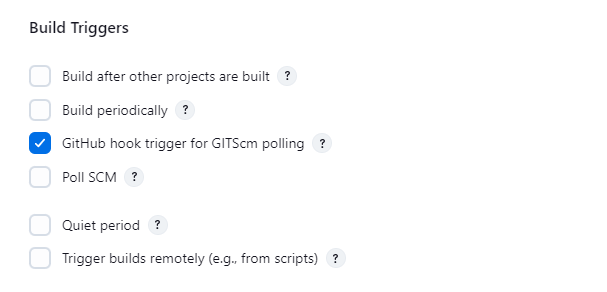 Build Triggers
Build after other projects are built ?
Build periodically ?
GitHub hook trigger for GITScm polling ?
Poll SCM ?
Quiet period ?
Trigger builds remotely (e.g., from scripts) ?